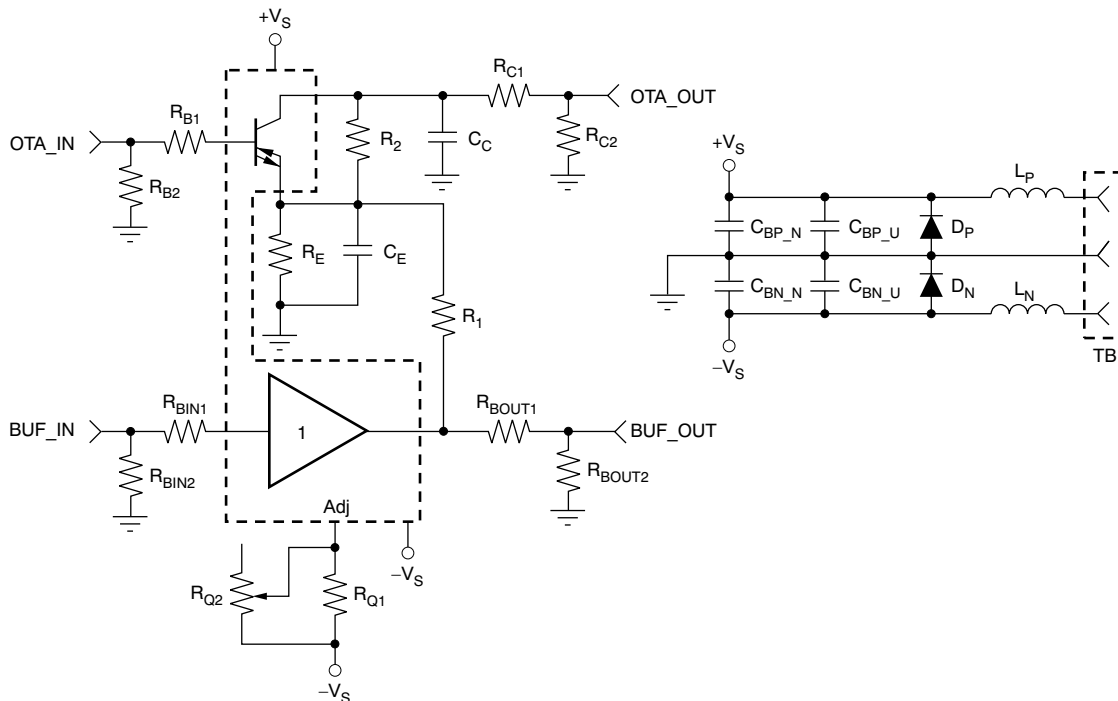 +VS
RC1
OTA_OUT
RB1
OTA_IN
R2
CC
RC2
RB2
+VS
LP
RE
CE
CBP_N
CBP_U
DP
R1
CBN_N
CBN_U
DN
LN
−VS
TB
RBIN1
RBOUT1
BUF_IN
1
BUF_OUT
RBIN2
RBOUT2
Adj
−VS
RQ2
RQ1
−VS